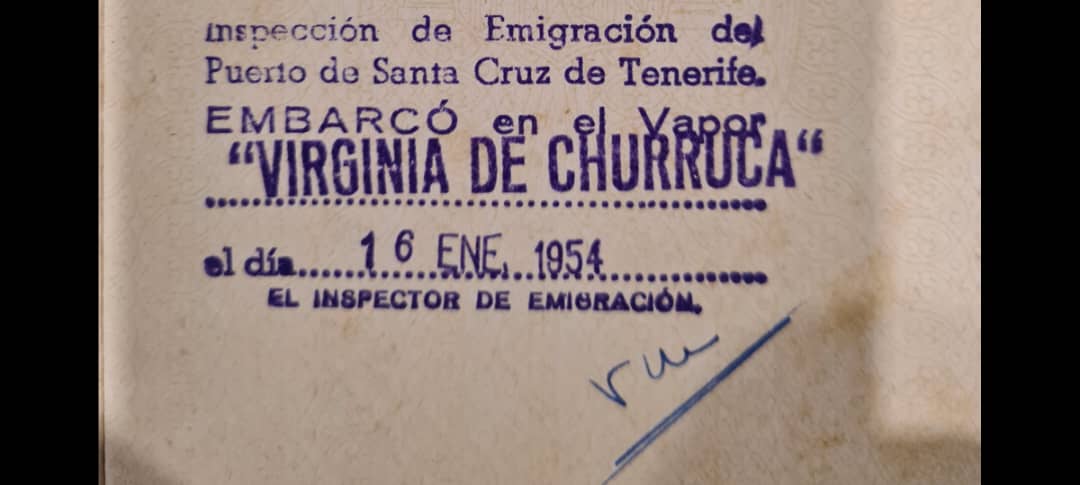 Inspección de Emigración del
Puerto de Santa Cruz de Tenerife.
EMBARCÓ en el Vapor
“VIRGINIA DE CHURRUCA“
el día......16 ENE. 1954............
EL INSPECTOR DE EMIGRACIÓN.